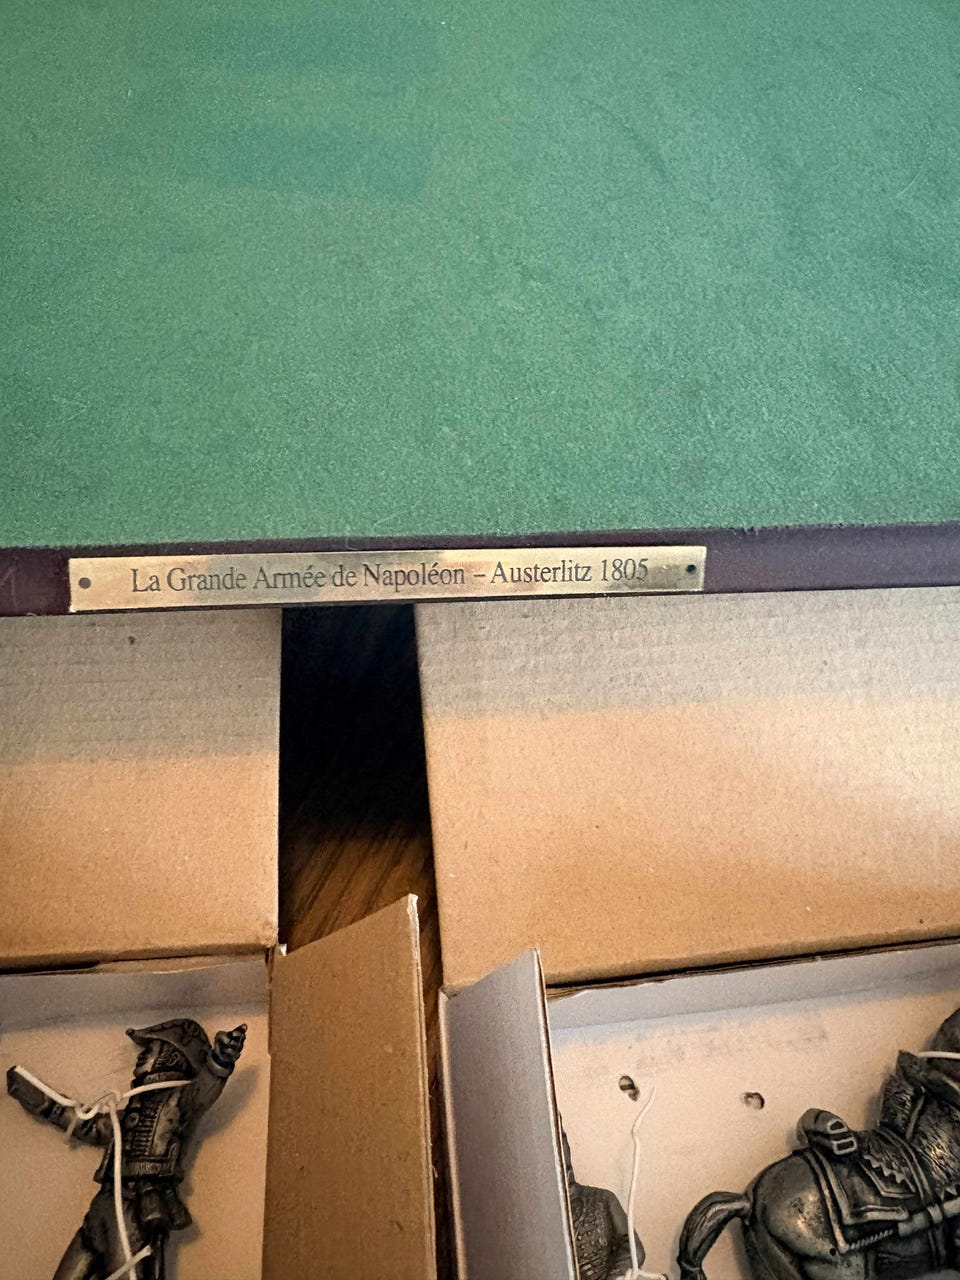 La Grande Armée de Napoléon – Austerlitz 1805